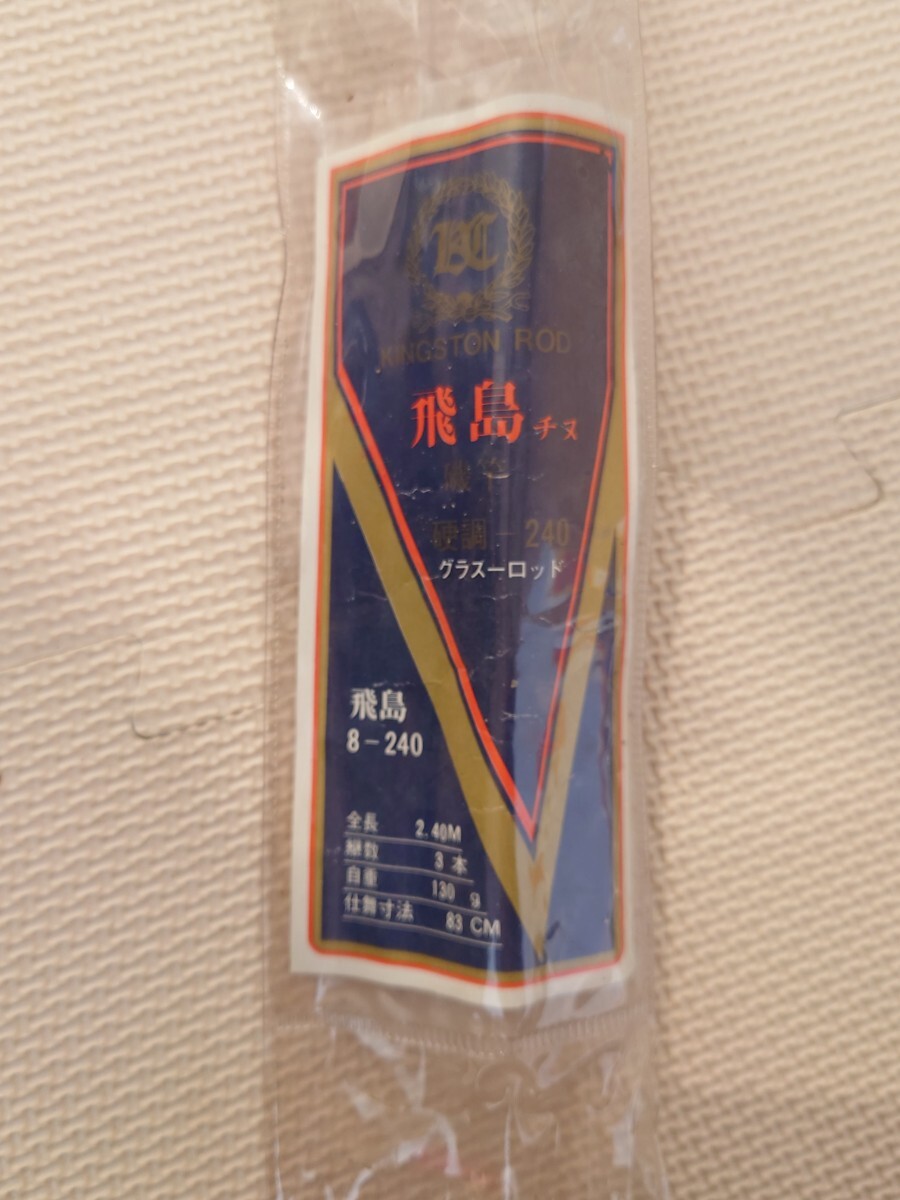 KINGSTON ROD
飛島チヌ
硬調－240
グラスーロッド
飛島
8－240
全長 2.40M
継数 3 本
自重 130 g
仕舞寸法 83 CM